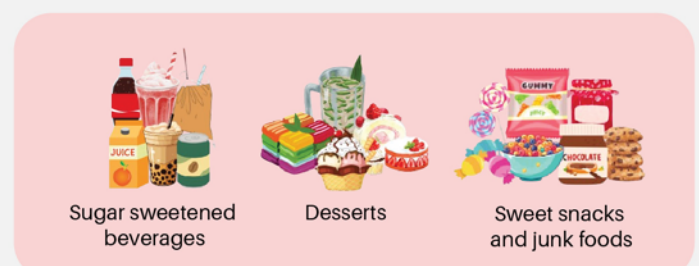 GUMMY
JUICE
CHOCOLATE
Sugar sweetened
beverages
Desserts
Sweet snacks
and junk foods